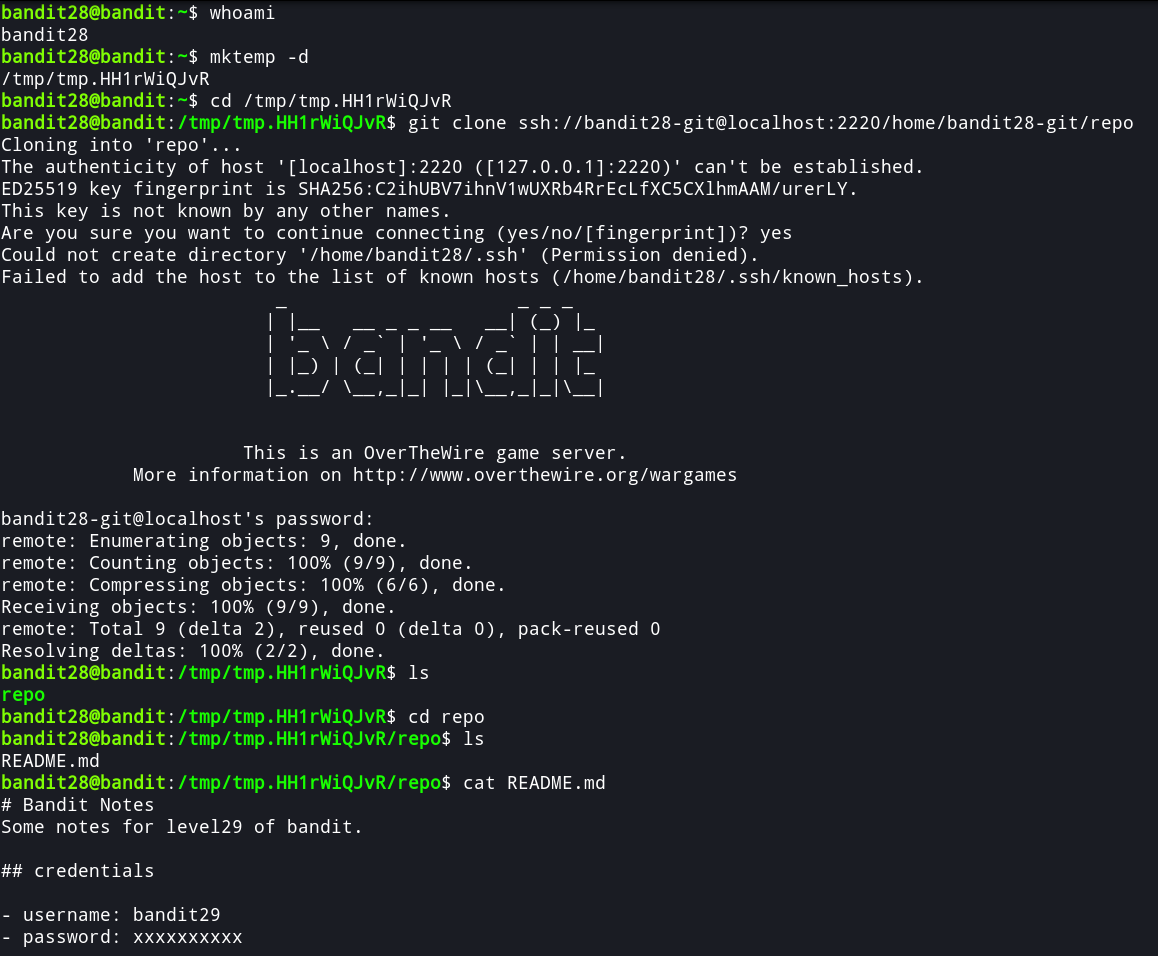 bandit28@bandit:~$ whoami
bandit28
bandit28@bandit:~$ mktemp -d
/tmp/tmp.HH1rWiQJvR
bandit28@bandit:~$ cd /tmp/tmp.HH1rWiQJvR
bandit28@bandit:/tmp/tmp.HH1rWiQJvR$ git clone ssh://bandit28-git@localhost:2220/home/bandit28-git/repo
Cloning into 'repo'...
The authenticity of host '[localhost]:2220 ([127.0.0.1]:2220)' can't be established.
ED25519 key fingerprint is SHA256:C2ihUBV7ihnV1wUXRb4RrEcLfXC5CXlhmAAM/urerLY.
This key is not known by any other names.
Are you sure you want to continue connecting (yes/no/[fingerprint])? yes
Could not create directory '/home/bandit28/.ssh' (Permission denied).
Failed to add the host to the list of known hosts (/home/bandit28/.ssh/known_hosts).
                         _                     _ _ _
                        | |__   __ _ _ __   __| (_) |_
                        | '_ \ / _` | '_ \ / _` | | __|
                        | |_) | (_| | | | | (_| | | |_
                        |_.__/ \__,_|_| |_|\__,_|_|\__|
                      This is an OverTheWire game server.
            More information on http://www.overthewire.org/wargames
bandit28-git@localhost's password:
remote: Enumerating objects: 9, done.
remote: Counting objects: 100% (9/9), done.
remote: Compressing objects: 100% (6/6), done.
Receiving objects: 100% (9/9), done.
remote: Total 9 (delta 2), reused 0 (delta 0), pack-reused 0
Resolving deltas: 100% (2/2), done.
bandit28@bandit:/tmp/tmp.HH1rWiQJvR$ ls
repo
bandit28@bandit:/tmp/tmp.HH1rWiQJvR$ cd repo
bandit28@bandit:/tmp/tmp.HH1rWiQJvR/repo$ ls
README.md
bandit28@bandit:/tmp/tmp.HH1rWiQJvR/repo$ cat README.md
# Bandit Notes
Some notes for level29 of bandit.
## credentials
- username: bandit29
- password: xxxxxxxxxx